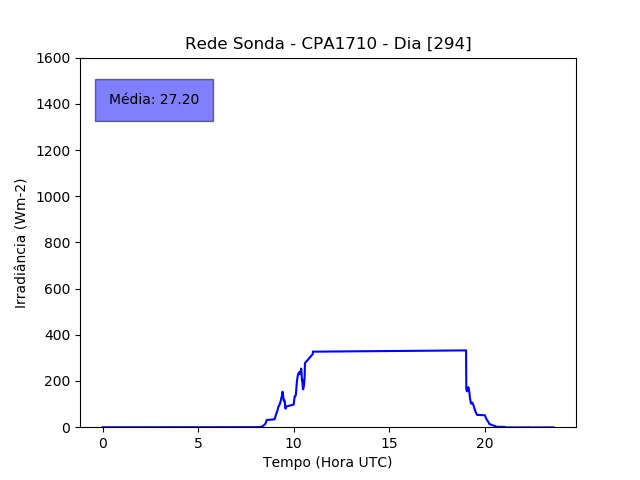 Rede Sonda - CPA1710 - Dia [294]
1600
1400
1200
1000
800
600
400
200
0
Irradiância (Wm-2)
Média: 27.20
0 5 10 15 20
Tempo (Hora UTC)